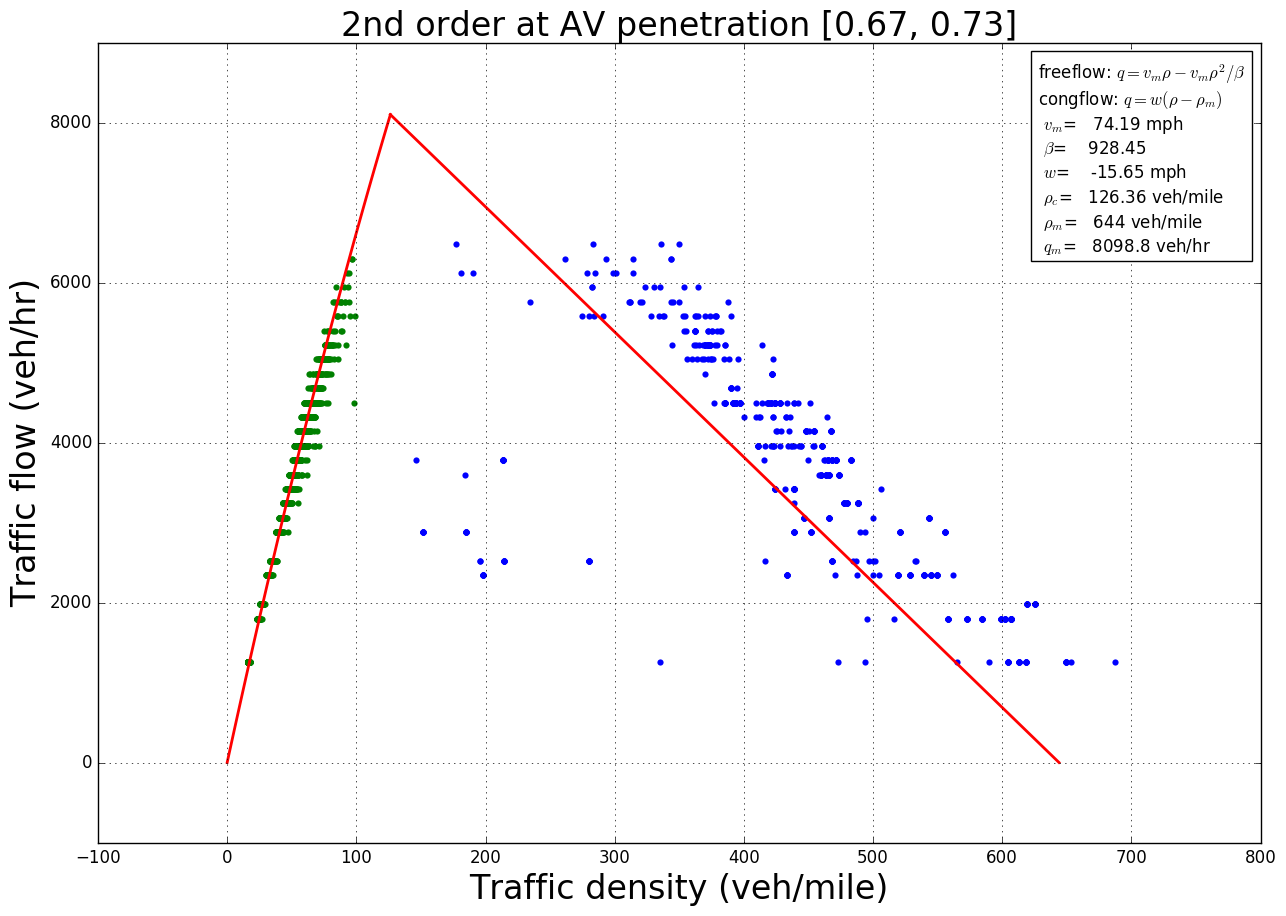 2nd order at AV penetration [0.67, 0.73]
freeflow: q = v_m ρ − v_m ρ²/β
congflow: q = w(ρ − ρ_m)
v_m= 74.19 mph
β= 928.45
w= -15.65 mph
ρ_c= 126.36 veh/mile
ρ_m= 644 veh/mile
q_m= 8098.8 veh/hr
8000
6000
4000
2000
0
Traffic flow (veh/hr)
−100 0 100 200 300 400 500 600 700 800
Traffic density (veh/mile)